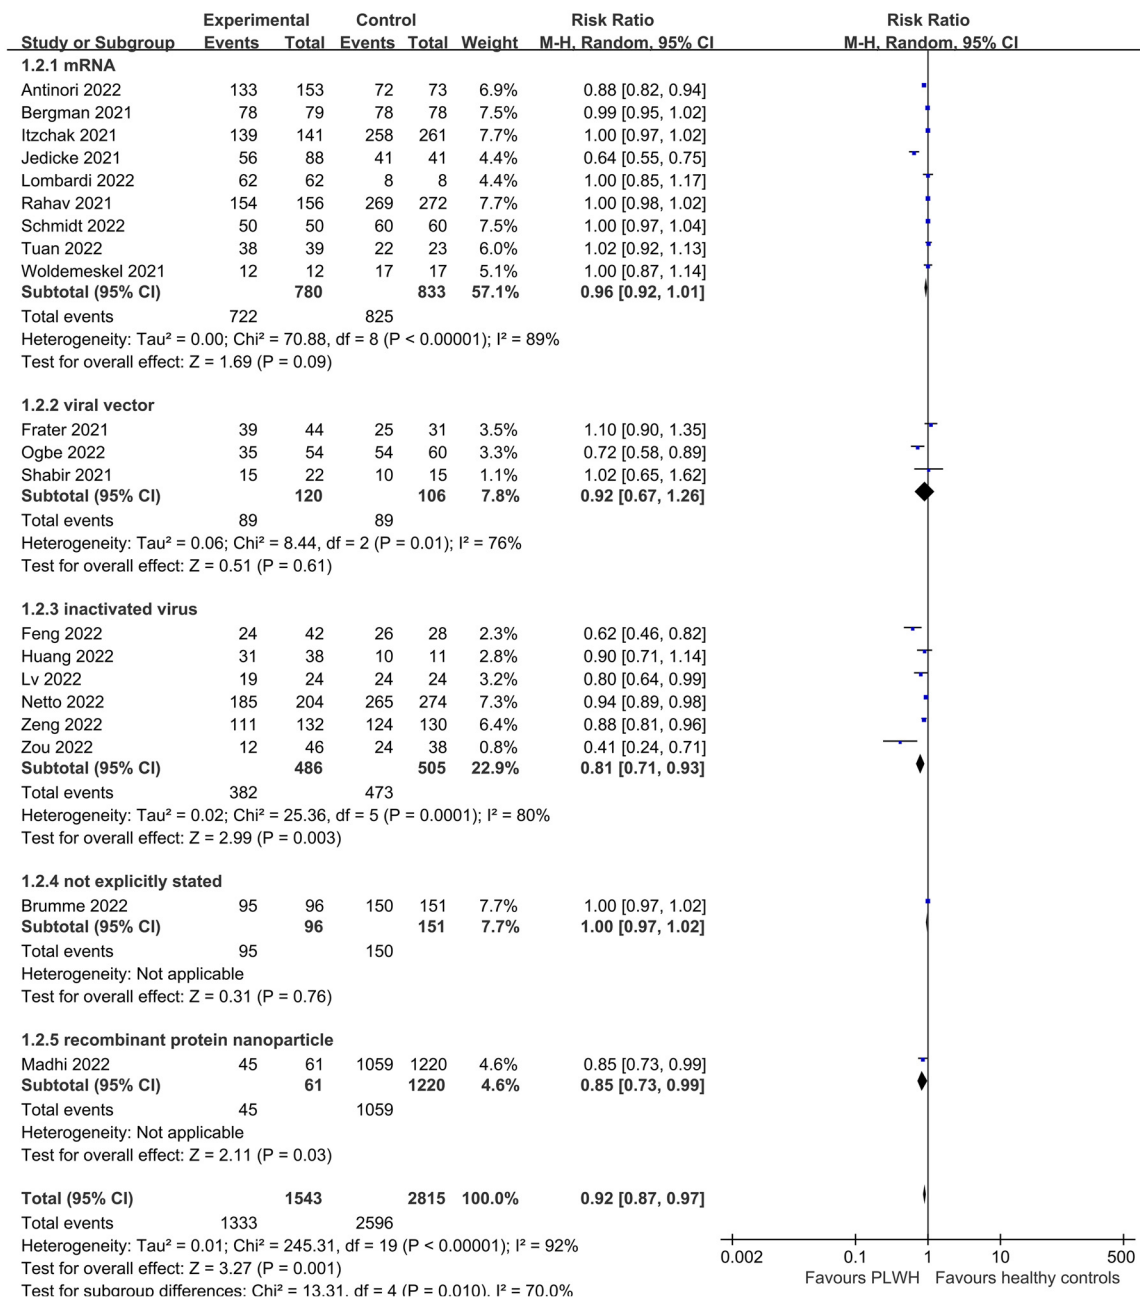 Experimental Control Risk Ratio Risk Ratio
Study or Subgroup Events Total Events Total Weight M-H, Random, 95% CI M-H, Random, 95% CI
1.2.1 mRNA
Antinori 2022 133 153 72 73 6.9% 0.88 [0.82, 0.94]
Bergman 2021 78 79 78 78 7.5% 0.99 [0.95, 1.02]
Itzchak 2021 139 141 258 261 7.7% 1.00 [0.97, 1.02]
Jedicke 2021 56 88 41 41 4.4% 0.64 [0.55, 0.75]
Lombardi 2022 62 62 8 8 4.4% 1.00 [0.85, 1.17]
Rahav 2021 154 156 269 272 7.7% 1.00 [0.98, 1.02]
Schmidt 2022 50 50 60 60 7.5% 1.00 [0.97, 1.04]
Tuan 2022 38 39 22 23 6.0% 1.02 [0.92, 1.13]
Woldemeskel 2021 12 12 17 17 5.1% 1.00 [0.87, 1.14]
Subtotal (95% CI) 780 833 57.1% 0.96 [0.92, 1.01]
Total events 722 825
Heterogeneity: Tau² = 0.00; Chi² = 70.88, df = 8 (P < 0.00001); I² = 89%
Test for overall effect: Z = 1.69 (P = 0.09)
1.2.2 viral vector
Frater 2021 39 44 25 31 3.5% 1.10 [0.90, 1.35]
Ogbe 2022 35 54 54 60 3.3% 0.72 [0.58, 0.89]
Shabir 2021 15 22 10 15 1.1% 1.02 [0.65, 1.62]
Subtotal (95% CI) 120 106 7.8% 0.92 [0.67, 1.26]
Total events 89 89
Heterogeneity: Tau² = 0.06; Chi² = 8.44, df = 2 (P = 0.01); I² = 76%
Test for overall effect: Z = 0.51 (P = 0.61)
1.2.3 inactivated virus
Feng 2022 24 42 26 28 2.3% 0.62 [0.46, 0.82]
Huang 2022 31 38 10 11 2.8% 0.90 [0.71, 1.14]
Lv 2022 19 24 24 24 3.2% 0.80 [0.64, 0.99]
Netto 2022 185 204 265 274 7.3% 0.94 [0.89, 0.98]
Zeng 2022 111 132 124 130 6.4% 0.88 [0.81, 0.96]
Zou 2022 12 46 24 38 0.8% 0.41 [0.24, 0.71]
Subtotal (95% CI) 486 505 22.9% 0.81 [0.71, 0.93]
Total events 382 473
Heterogeneity: Tau² = 0.02; Chi² = 25.36, df = 5 (P = 0.0001); I² = 80%
Test for overall effect: Z = 2.99 (P = 0.003)
1.2.4 not explicitly stated
Brumme 2022 95 96 150 151 7.7% 1.00 [0.97, 1.02]
Subtotal (95% CI) 96 151 7.7% 1.00 [0.97, 1.02]
Total events 95 150
Heterogeneity: Not applicable
Test for overall effect: Z = 0.31 (P = 0.76)
1.2.5 recombinant protein nanoparticle
Madhi 2022 45 61 1059 1220 4.6% 0.85 [0.73, 0.99]
Subtotal (95% CI) 61 1220 4.6% 0.85 [0.73, 0.99]
Total events 45 1059
Heterogeneity: Not applicable
Test for overall effect: Z = 2.11 (P = 0.03)
Total (95% CI) 1543 2815 100.0% 0.92 [0.87, 0.97]
Total events 1333 2596
Heterogeneity: Tau² = 0.01; Chi² = 245.31, df = 19 (P < 0.00001); I² = 92%
Test for overall effect: Z = 3.27 (P = 0.001)
Test for subgroup differences: Chi² = 13.31, df = 4 (P = 0.010), I² = 70.0%
0.002 0.1 1 10 500
Favours PLWH Favours healthy controls